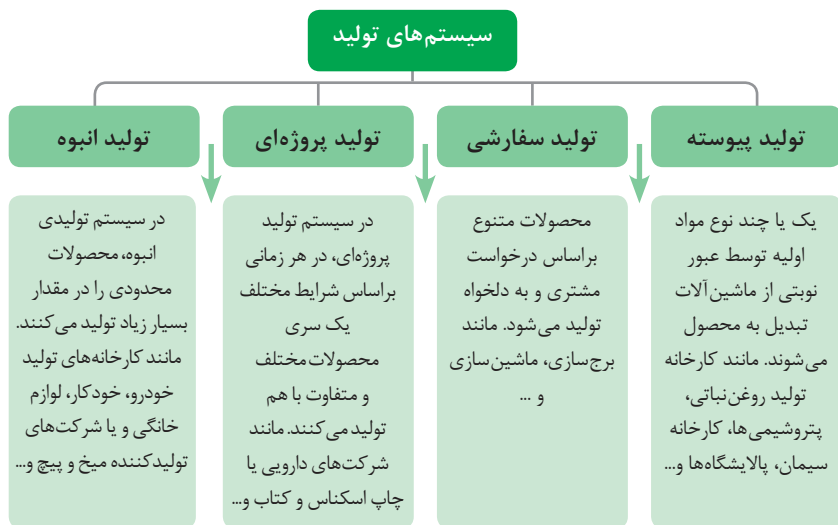 سیستم‌های تولید
تولید پیوسته
یک یا چند نوع مواد
اولیه توسط عبور
نوبتی از ماشین‌آلات
تبدیل به محصول
می‌شوند. مانند کارخانه
تولید روغن‌نباتی،
پتروشیمی‌ها، کارخانه
سیمان، پالایشگاه‌ها و...
تولید سفارشی
محصولات متنوع
براساس درخواست
مشتری و به دلخواه
تولید می‌شود. مانند
برج‌سازی، ماشین‌سازی
و ...
تولید پروژه‌ای
در سیستم تولید
پروژه‌ای، در هر زمانی
براساس شرایط مختلف
یک سری
محصولات مختلف
و متفاوت با هم
تولید می‌کنند. مانند
شرکت‌های دارویی یا
چاپ اسکناس و کتاب و...
تولید انبوه
در سیستم تولیدی
انبوه، محصولات
محدودی را در مقدار
بسیار زیاد تولید می‌کنند.
مانند کارخانه‌های تولید
خودرو، خودکار، لوازم
خانگی و یا شرکت‌های
تولیدکننده میخ و پیچ و...